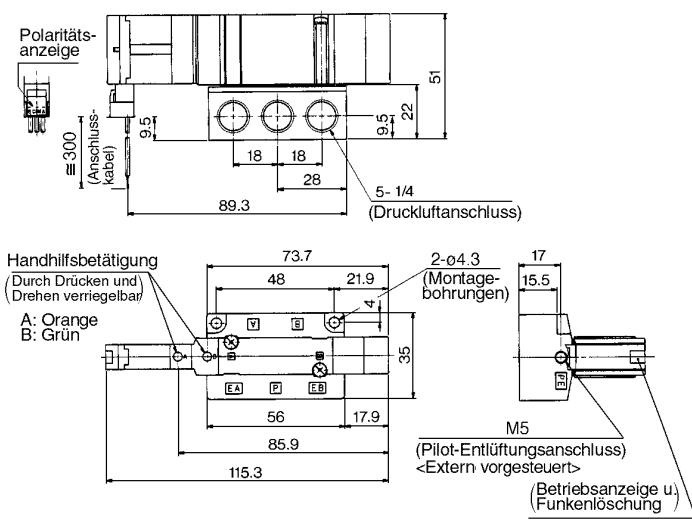 Polaritäts-
anzeige
51
22
9.5
9.5
≅300
(Anschluss-
kabel)
18
18
28
89.3
5- 1/4
(Druckluftanschluss)
Handhilfsbetätigung
(Durch Drücken und
Drehen verriegelbar)
A: Orange
B: Grün
73.7
48
21.9
2-ø4.3
(Montage-
bohrungen)
4
35
A
B
A
B
EA
P
EB
56
17.9
85.9
115.3
17
15.5
PE
M5
(Pilot-Entlüftungsanschluss)
<Extern vorgesteuert>
(Betriebsanzeige u.
Funkenlöschung